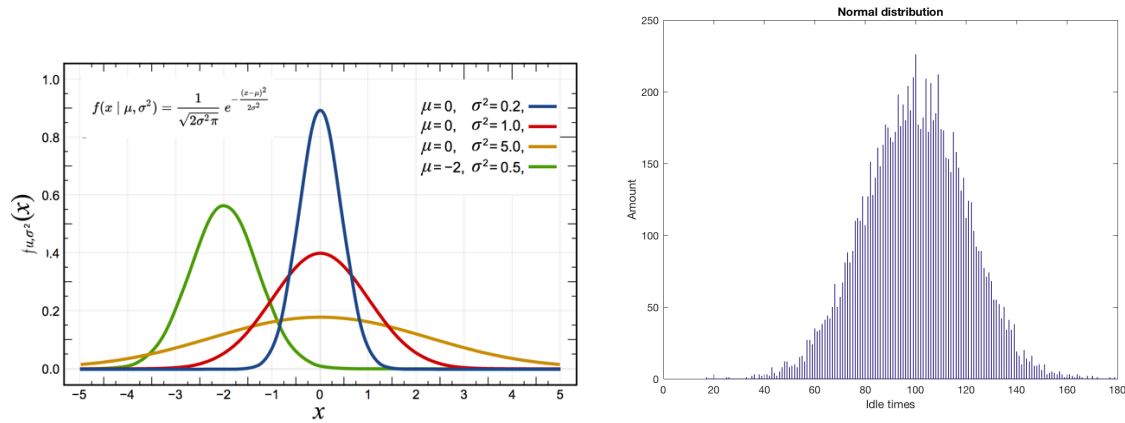 1.0
f(x | μ, σ²) = 1/√(2σ²π) e^(-(x-μ)²/(2σ²))
μ=0, σ²=0.2,
μ=0, σ²=1.0,
μ=0, σ²=5.0,
μ=−2, σ²=0.5,
0.8
0.6
.4
0.2
0.0
μ,σ²(x)
−5 −4 −3 −2 −1 0 1 2 3 4 5
x
Normal distribution
250
200
150
100
50
0
Amount
0 20 40 60 80 100 120 140 160 180
Idle times